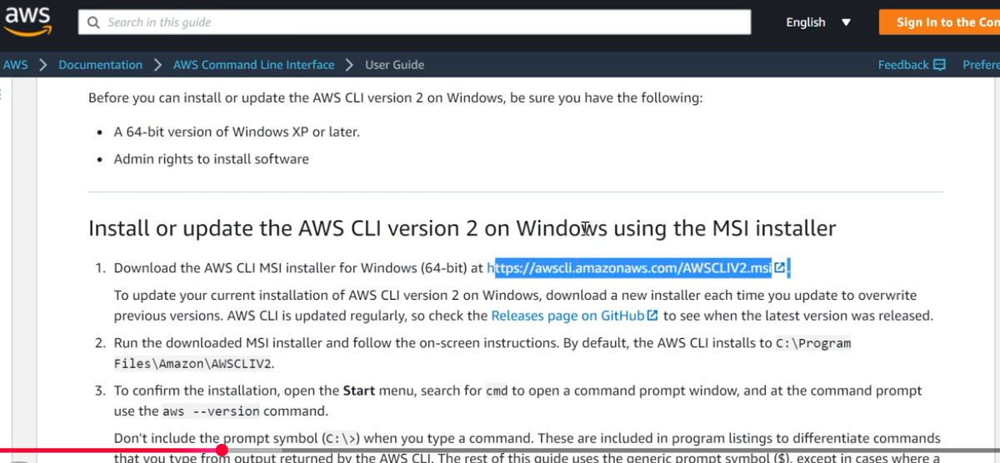 aws
Search in this guide
English
Sign In to the Con
AWS
Documentation
AWS Command Line Interface
User Guide
Feedback
Prefere
Before you can install or update the AWS CLI version 2 on Windows, be sure you have the following:
• A 64-bit version of Windows XP or later.
• Admin rights to install software
Install or update the AWS CLI version 2 on Windows using the MSI installer
1. Download the AWS CLI MSI installer for Windows (64-bit) at https://awscli.amazonaws.com/AWSCLIV2.msi.
To update your current installation of AWS CLI version 2 on Windows, download a new installer each time you update to overwrite
previous versions. AWS CLI is updated regularly, so check the Releases page on GitHub to see when the latest version was released.
2. Run the downloaded MSI installer and follow the on-screen instructions. By default, the AWS CLI installs to C:\Program
Files\Amazon\AWSCLIV2.
3. To confirm the installation, open the Start menu, search for cmd to open a command prompt window, and at the command prompt
use the aws --version command.
Don't include the prompt symbol (C:\>) when you type a command. These are included in program listings to differentiate commands
that you type from output returned by the AWS CLI. The rest of this guide uses the generic prompt symbol ($), except in cases where a